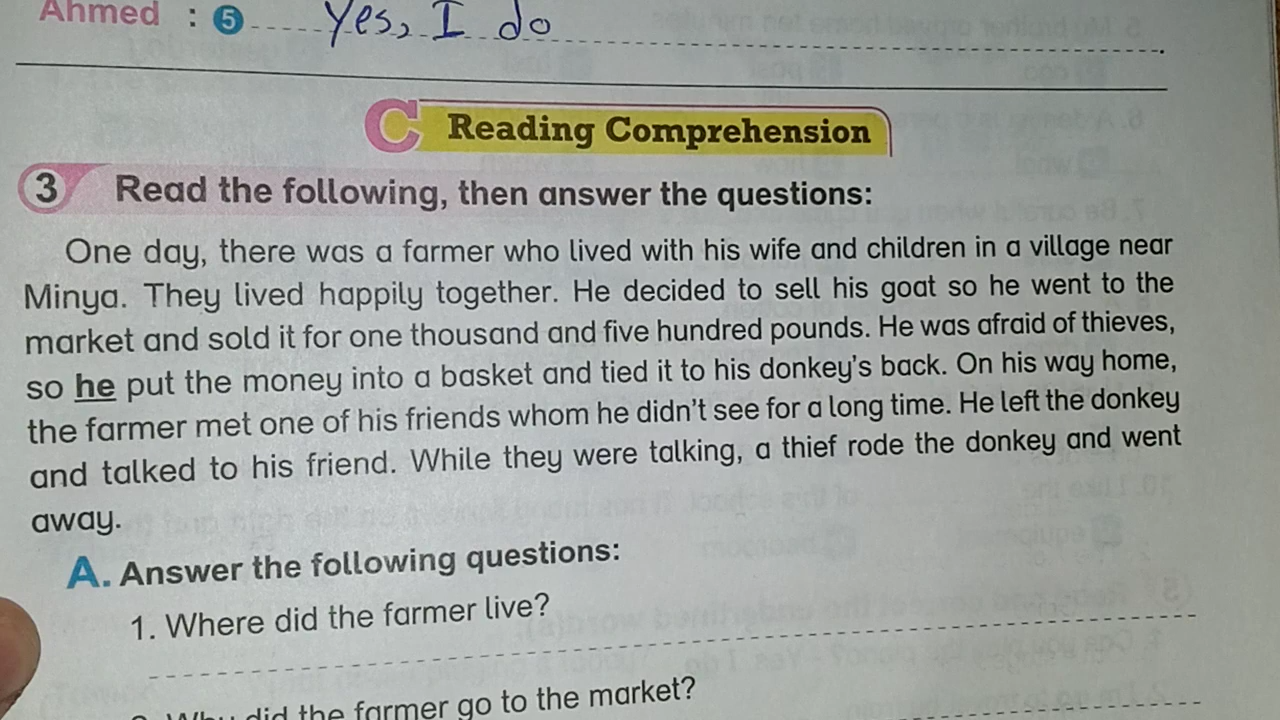 Ahmed : 5 Yes, I do .
C Reading Comprehension
3 Read the following, then answer the questions:
One day, there was a farmer who lived with his wife and children in a village near
Minya. They lived happily together. He decided to sell his goat so he went to the
market and sold it for one thousand and five hundred pounds. He was afraid of thieves,
so he put the money into a basket and tied it to his donkey's back. On his way home,
the farmer met one of his friends whom he didn't see for a long time. He left the donkey
and talked to his friend. While they were talking, a thief rode the donkey and went
away.
A. Answer the following questions:
1. Where did the farmer live?
2. Why did the farmer go to the market?